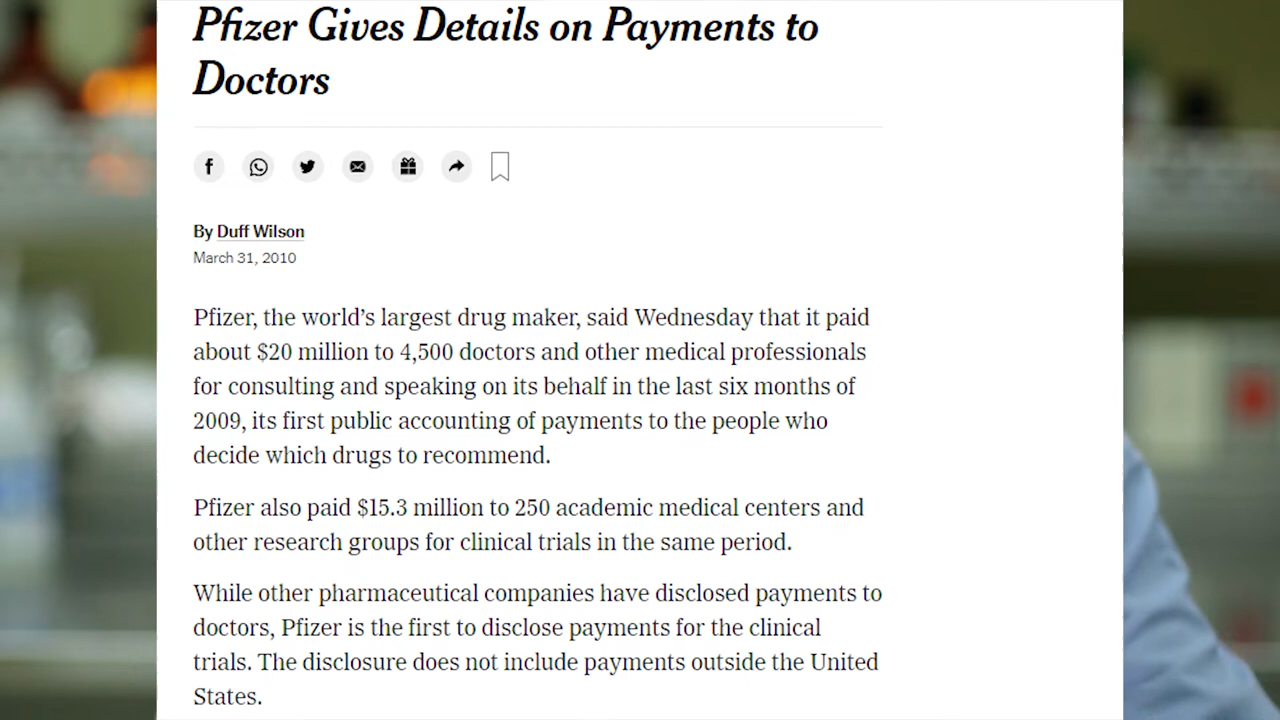 Pfizer Gives Details on Payments to
Doctors
By Duff Wilson
March 31, 2010
Pfizer, the world’s largest drug maker, said Wednesday that it paid
about $20 million to 4,500 doctors and other medical professionals
for consulting and speaking on its behalf in the last six months of
2009, its first public accounting of payments to the people who
decide which drugs to recommend.
Pfizer also paid $15.3 million to 250 academic medical centers and
other research groups for clinical trials in the same period.
While other pharmaceutical companies have disclosed payments to
doctors, Pfizer is the first to disclose payments for the clinical
trials. The disclosure does not include payments outside the United
States.